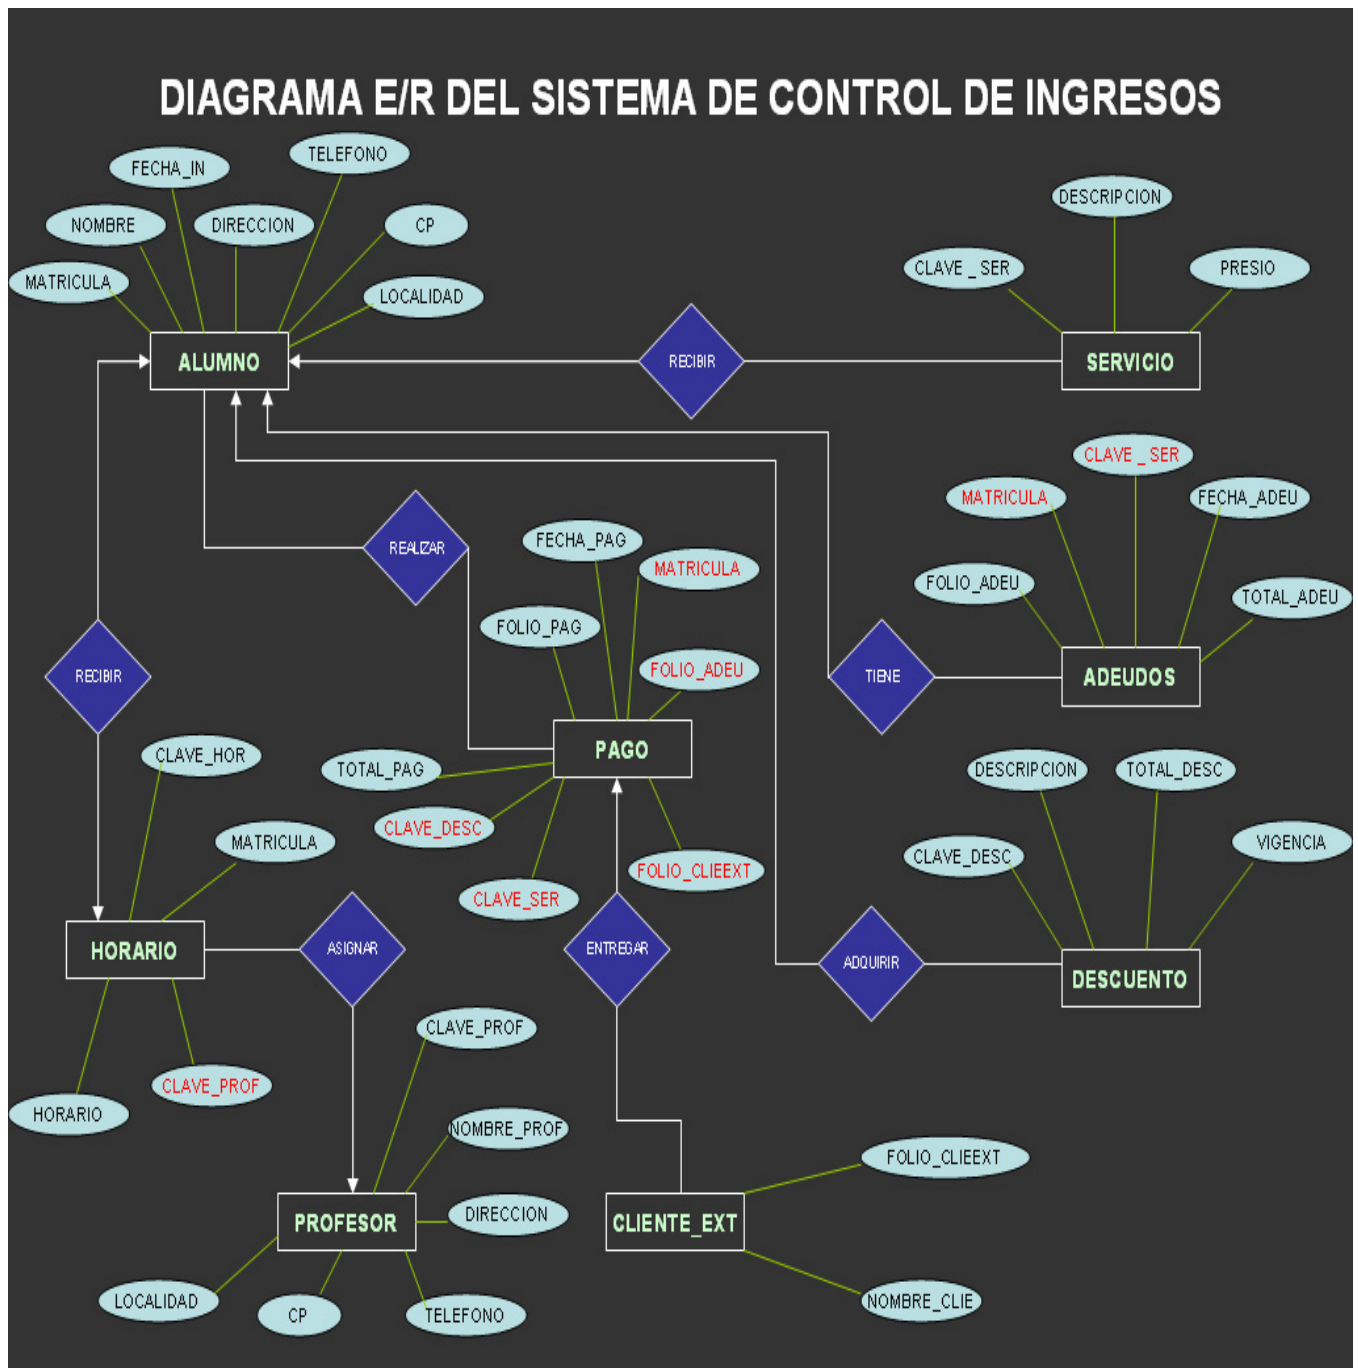 DIAGRAMA E/R DEL SISTEMA DE CONTROL DE INGRESOS
TELEFONO
FECHA_IN
NOMBRE
DIRECCION
CP
MATRICULA
LOCALIDAD
ALUMNO
RECIBIR
DESCRIPCION
CLAVE _ SER
PRESIO
SERVICIO
CLAVE _ SER
MATRICULA
FECHA_ADEU
FOLIO_ADEU
TOTAL_ADEU
TIENE
ADEUDOS
REALIZAR
FECHA_PAG
MATRICULA
FOLIO_PAG
FOLIO_ADEU
PAGO
TOTAL_PAG
CLAVE_DESC
CLAVE_SER
FOLIO_CLIEEXT
RECIBIR
CLAVE_HOR
MATRICULA
HORARIO
HORARIO
CLAVE_PROF
ASIGNAR
ENTREGAR
ADQUIRIR
DESCRIPCION
TOTAL_DESC
CLAVE_DESC
VIGENCIA
DESCUENTO
CLAVE_PROF
NOMBRE_PROF
DIRECCION
PROFESOR
LOCALIDAD
CP
TELEFONO
CLIENTE_EXT
FOLIO_CLIEEXT
NOMBRE_CLIE